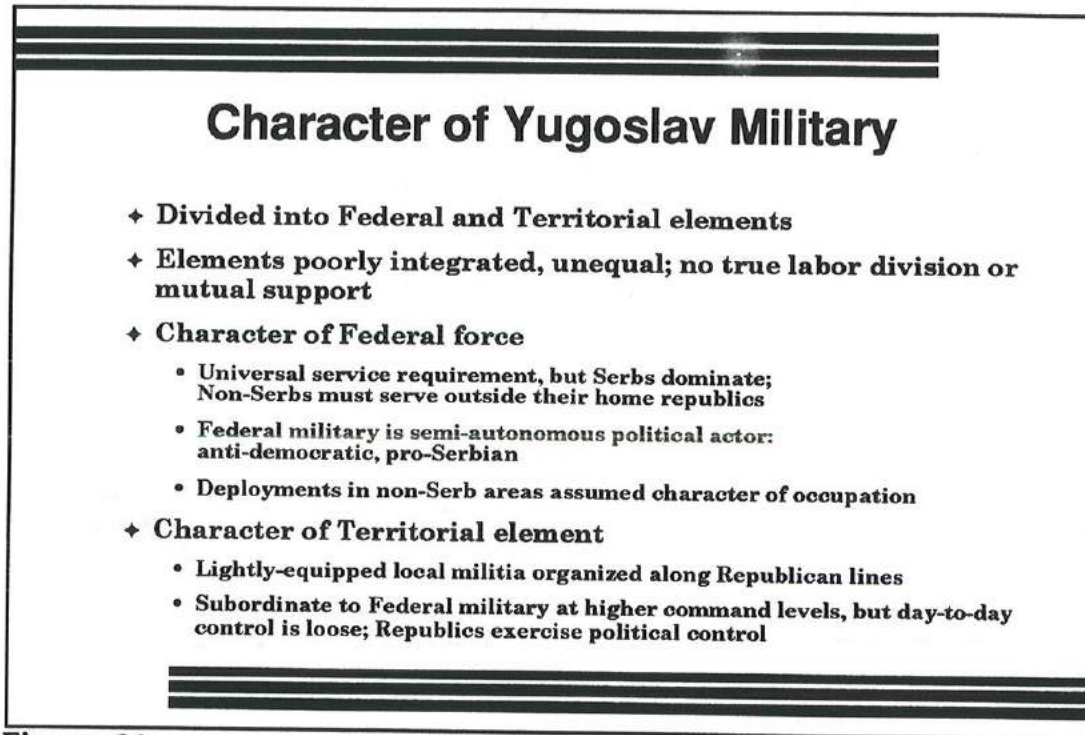 Character of Yugoslav Military
✦ Divided into Federal and Territorial elements
✦ Elements poorly integrated, unequal; no true labor division or
mutual support
✦ Character of Federal force
• Universal service requirement, but Serbs dominate;
Non-Serbs must serve outside their home republics
• Federal military is semi-autonomous political actor:
anti-democratic, pro-Serbian
• Deployments in non-Serb areas assumed character of occupation
✦ Character of Territorial element
• Lightly-equipped local militia organized along Republican lines
• Subordinate to Federal military at higher command levels, but day-to-day
control is loose; Republics exercise political control